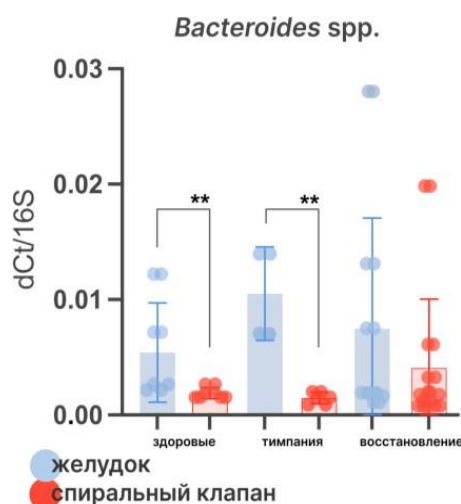 Bacteroides spp.
0.03
0.02
0.01
0.00
dCt/16S
**
**
здоровые
тимпания
восстановление
желудок
спиральный клапан